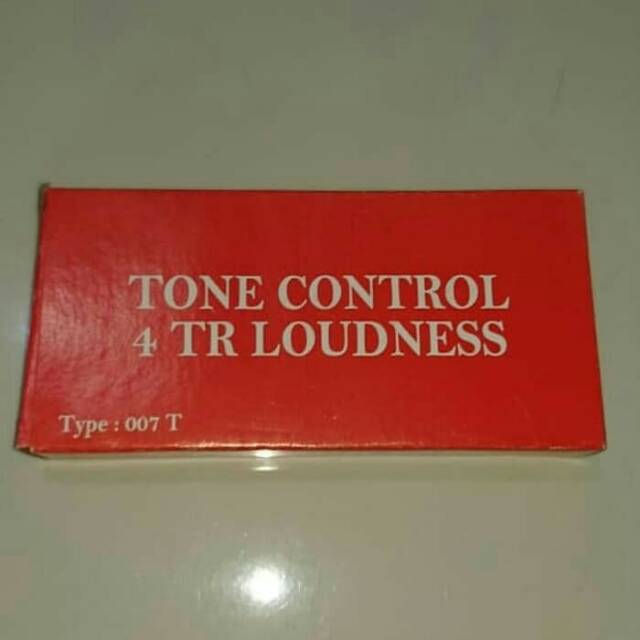 TONE CONTROL
4 TR LOUDNESS
Type : 007 T